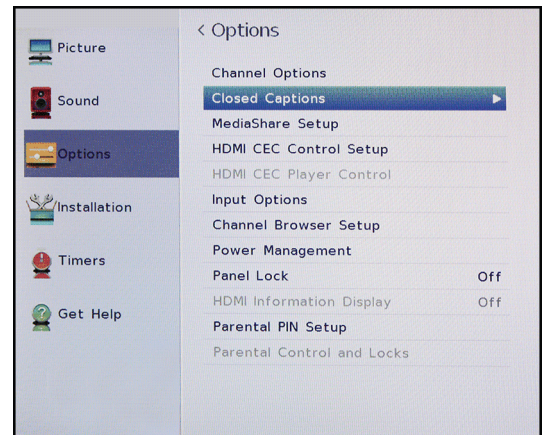 Picture
Sound
Options
Installation
Timers
Get Help
< Options
Channel Options
Closed Captions
MediaShare Setup
HDMI CEC Control Setup
HDMI CEC Player Control
Input Options
Channel Browser Setup
Power Management
Panel Lock Off
HDMI Information Display Off
Parental PIN Setup
Parental Control and Locks